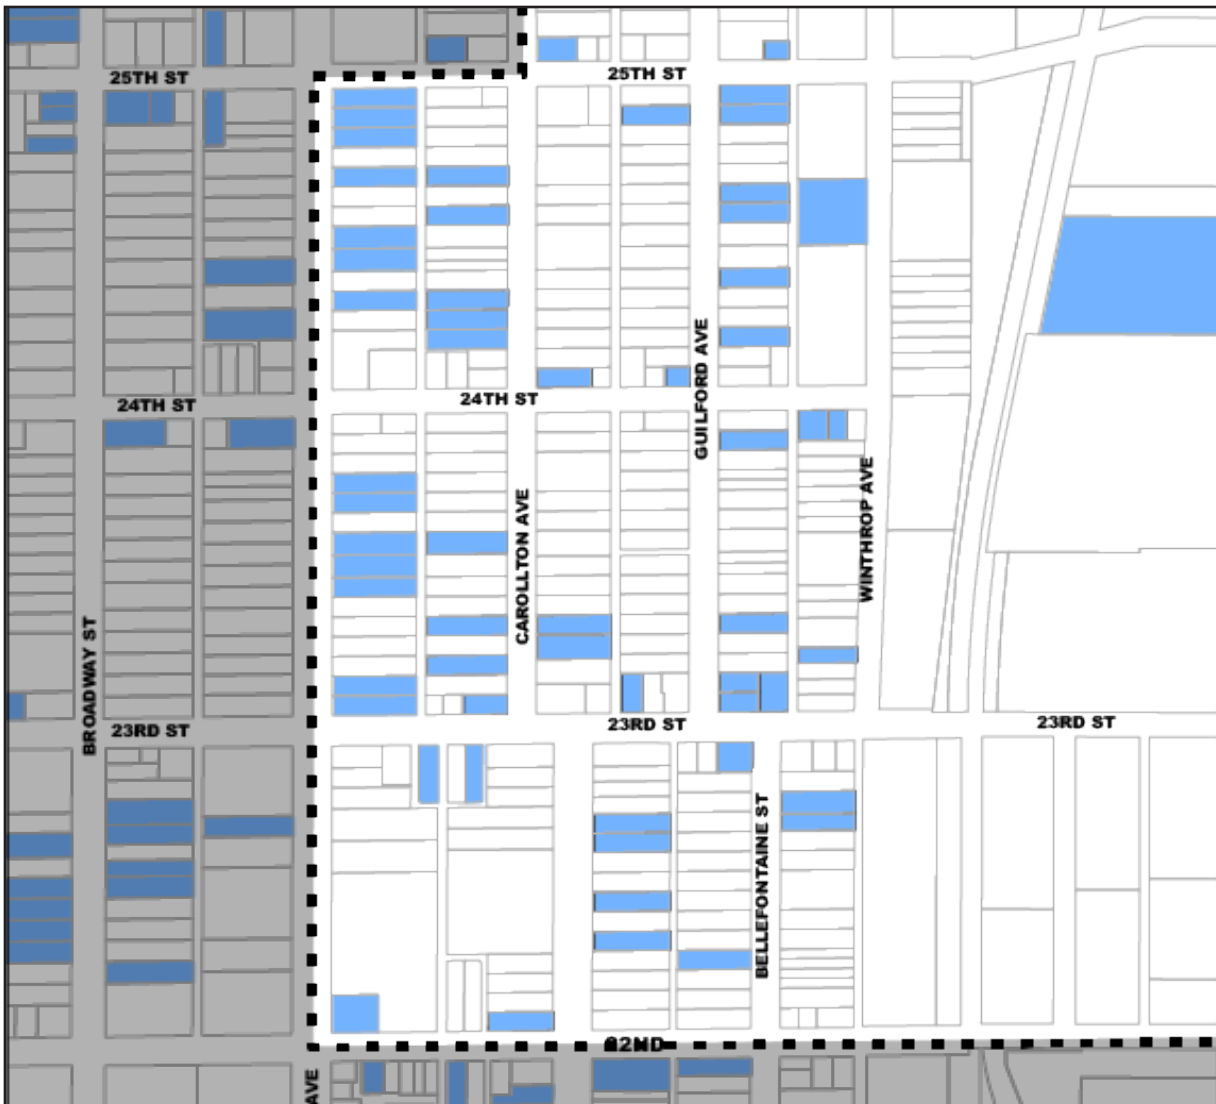 25TH ST
25TH ST
24TH ST
24TH ST
GUILFORD AVE
CAROLLTON AVE
WINTHROP AVE
BROADWAY ST
23RD ST
23RD ST
23RD ST
BELLEFONTAINE ST
22ND
AVE